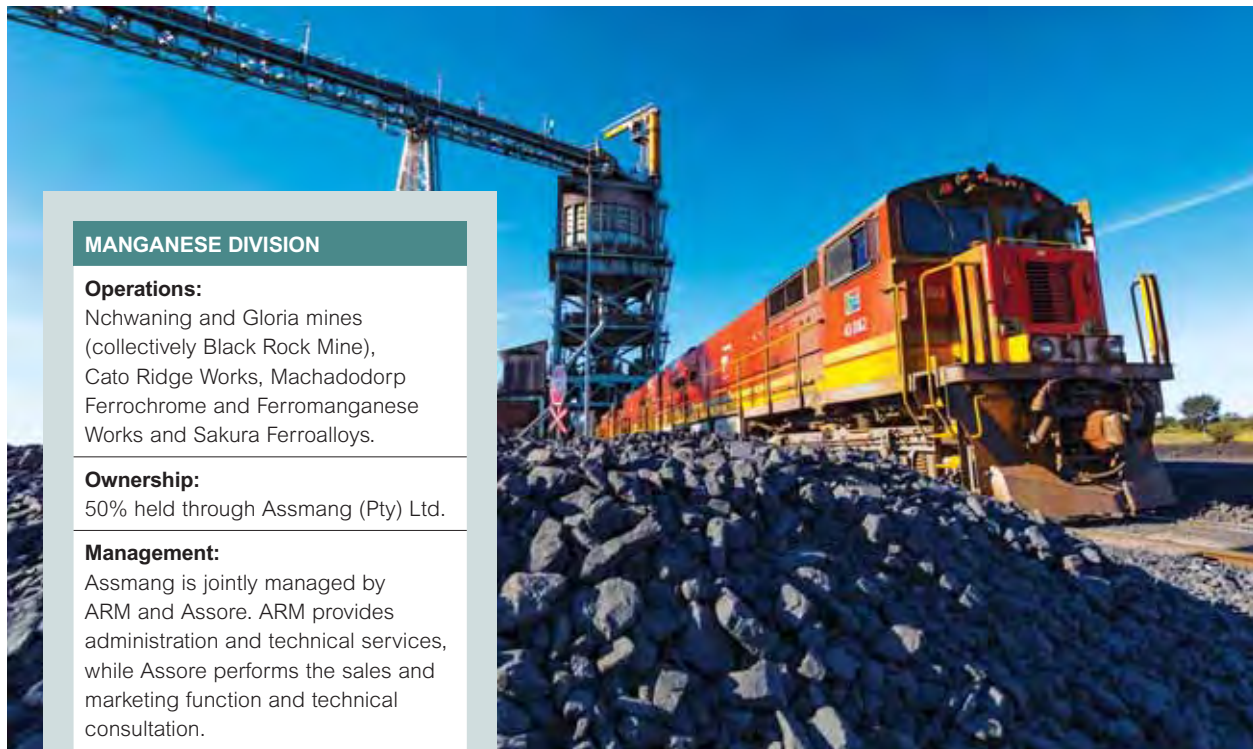 MANGANESE DIVISION
Operations:
Nchwaning and Gloria mines
(collectively Black Rock Mine),
Cato Ridge Works, Machadodorp
Ferrochrome and Ferromanganese
Works and Sakura Ferroalloys.
Ownership:
50% held through Assmang (Pty) Ltd.
Management:
Assmang is jointly managed by
ARM and Assore. ARM provides
administration and technical services,
while Assore performs the sales and
marketing function and technical
consultation.